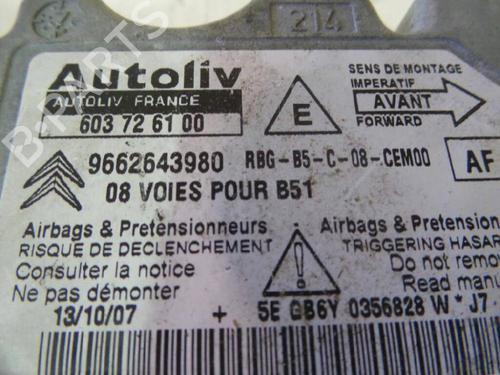 24
Autoliv
AUTOLIV FRANCE
603 72 61 00
E
SENS DE MONTAGE
IMPERATIF
AVANT
FORWARD
9662643980 RBG-B5-C-08-CEM00 AF
08 VOIES POUR B51
Airbags & Pretensionneurs
RISQUE DE DECLENCHEMENT
Consulter la notice
Ne pas démonter
Airbags & Pretension
TRIGGERING HASAR
Do not remov
Read manu
13/10/07 + 5E GB6Y 0356828 W * J7
B-PARTS